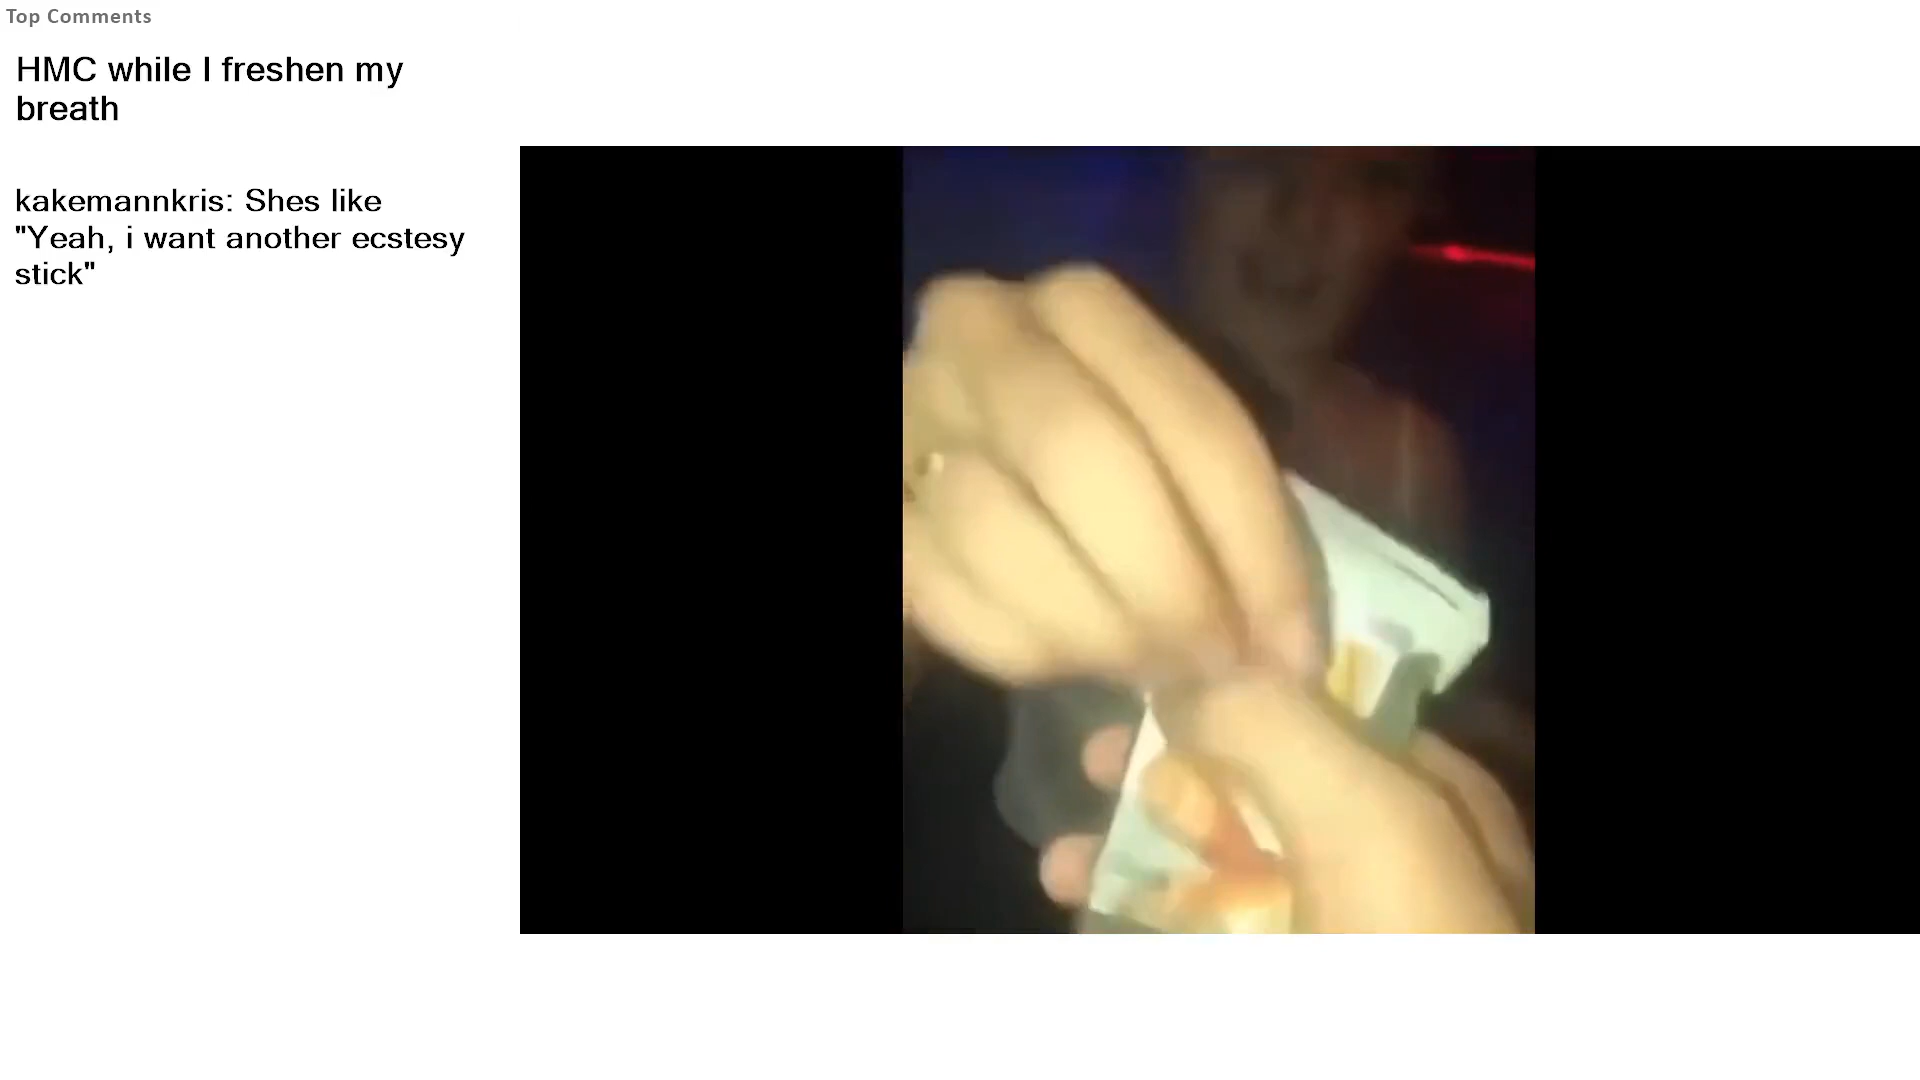 Top Comments
HMC while I freshen my
breath
kakemannkris: Shes like
"Yeah, i want another ecstesy
stick"